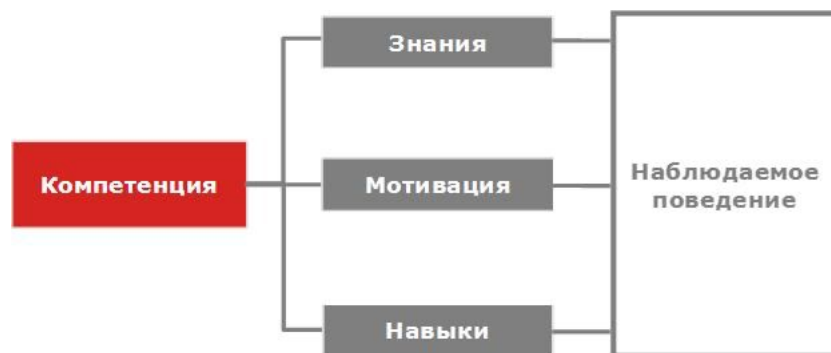 Знания
Компетенция
Мотивация
Навыки
Наблюдаемое
поведение